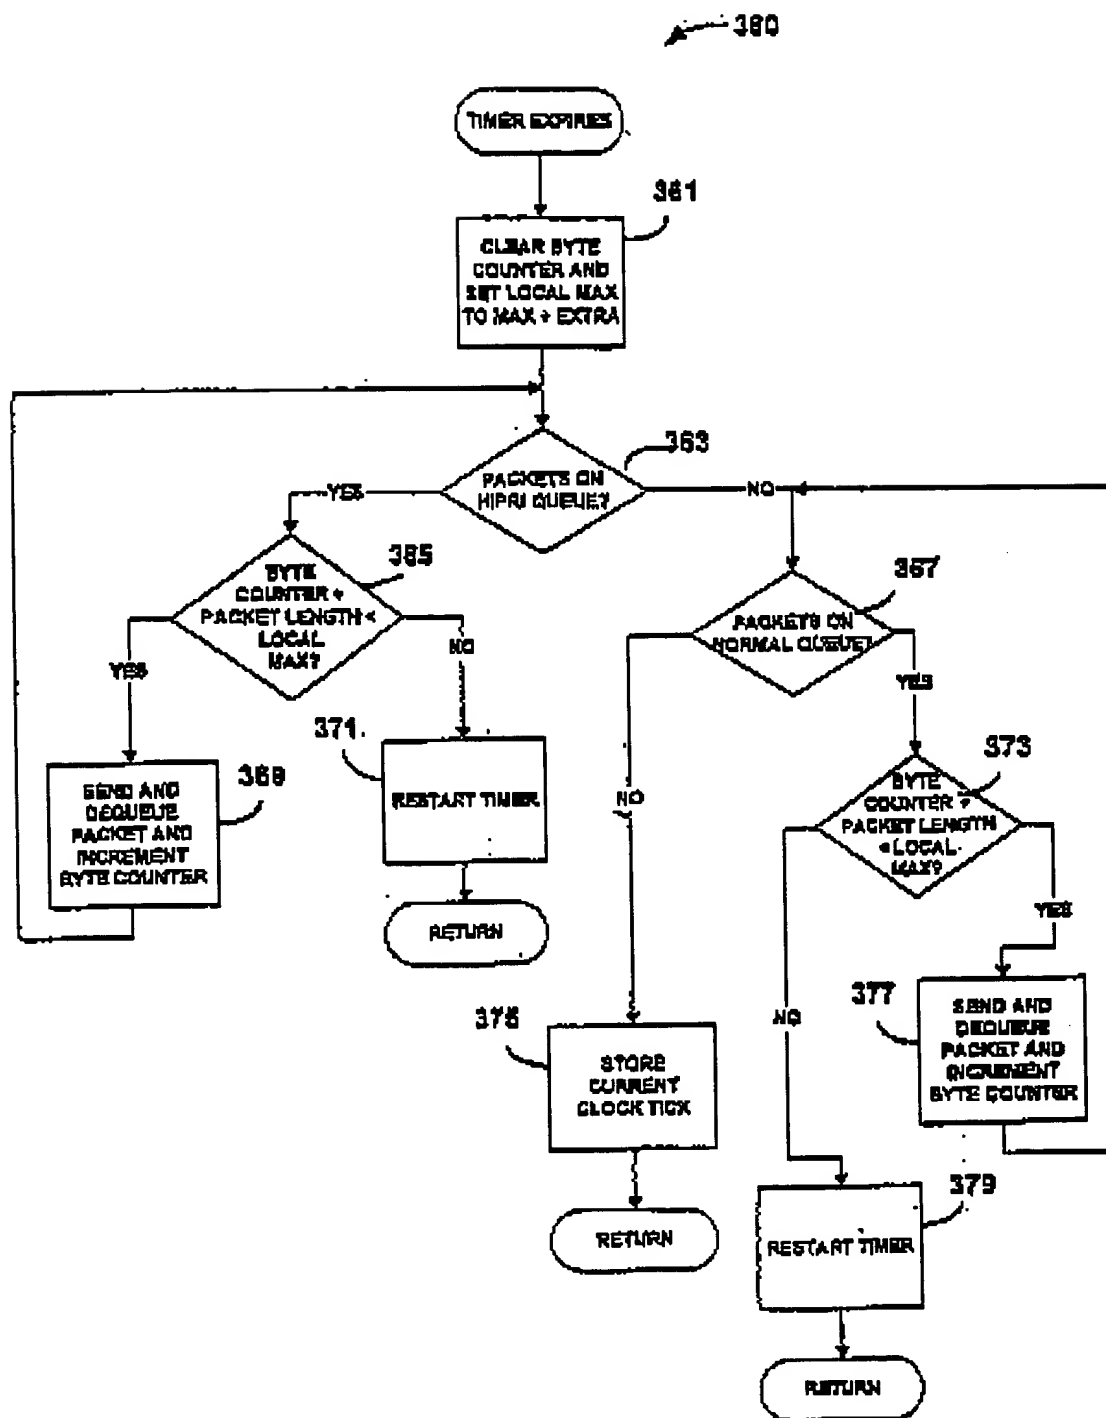 380
TIMER EXPIRES
361
CLEAR BYTE
COUNTER AND
SET LOCAL MAX
TO MAX + EXTRA
363
PACKETS ON
HIPRI QUEUE?
YES
NO
365
BYTE
COUNTER +
PACKET LENGTH <
LOCAL
MAX?
367
PACKETS ON
NORMAL QUEUE?
YES
NO
YES
371
369
SEND AND
DEQUEUE
PACKET AND
INCREMENT
BYTE COUNTER
RESTART TIMER
NO
373
BYTE
COUNTER +
PACKET LENGTH
< LOCAL
MAX?
RETURN
YES
375
STORE
CURRENT
CLOCK TICK
NO
377
SEND AND
DEQUEUE
PACKET AND
INCREMENT
BYTE COUNTER
379
RETURN
RESTART TIMER
RETURN